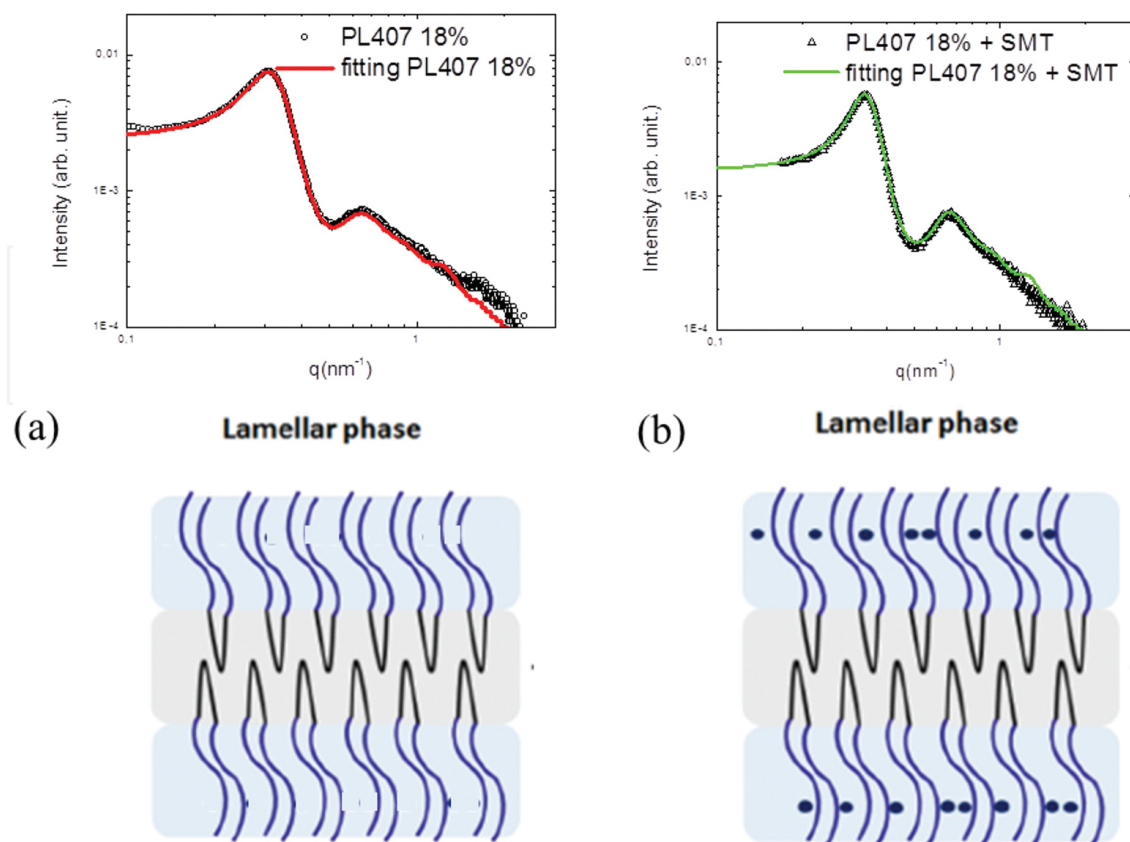 PL407 18%
fitting PL407 18%
0.01
1E-3
1E-4
Intensity (arb. unit.)
0.1
1
q(nm⁻¹)
PL407 18% + SMT
fitting PL407 18% + SMT
0.01
1E-3
1E-4
Intensity (arb. unit.)
0.1
1
q(nm⁻¹)
(a)
Lamellar phase
(b)
Lamellar phase